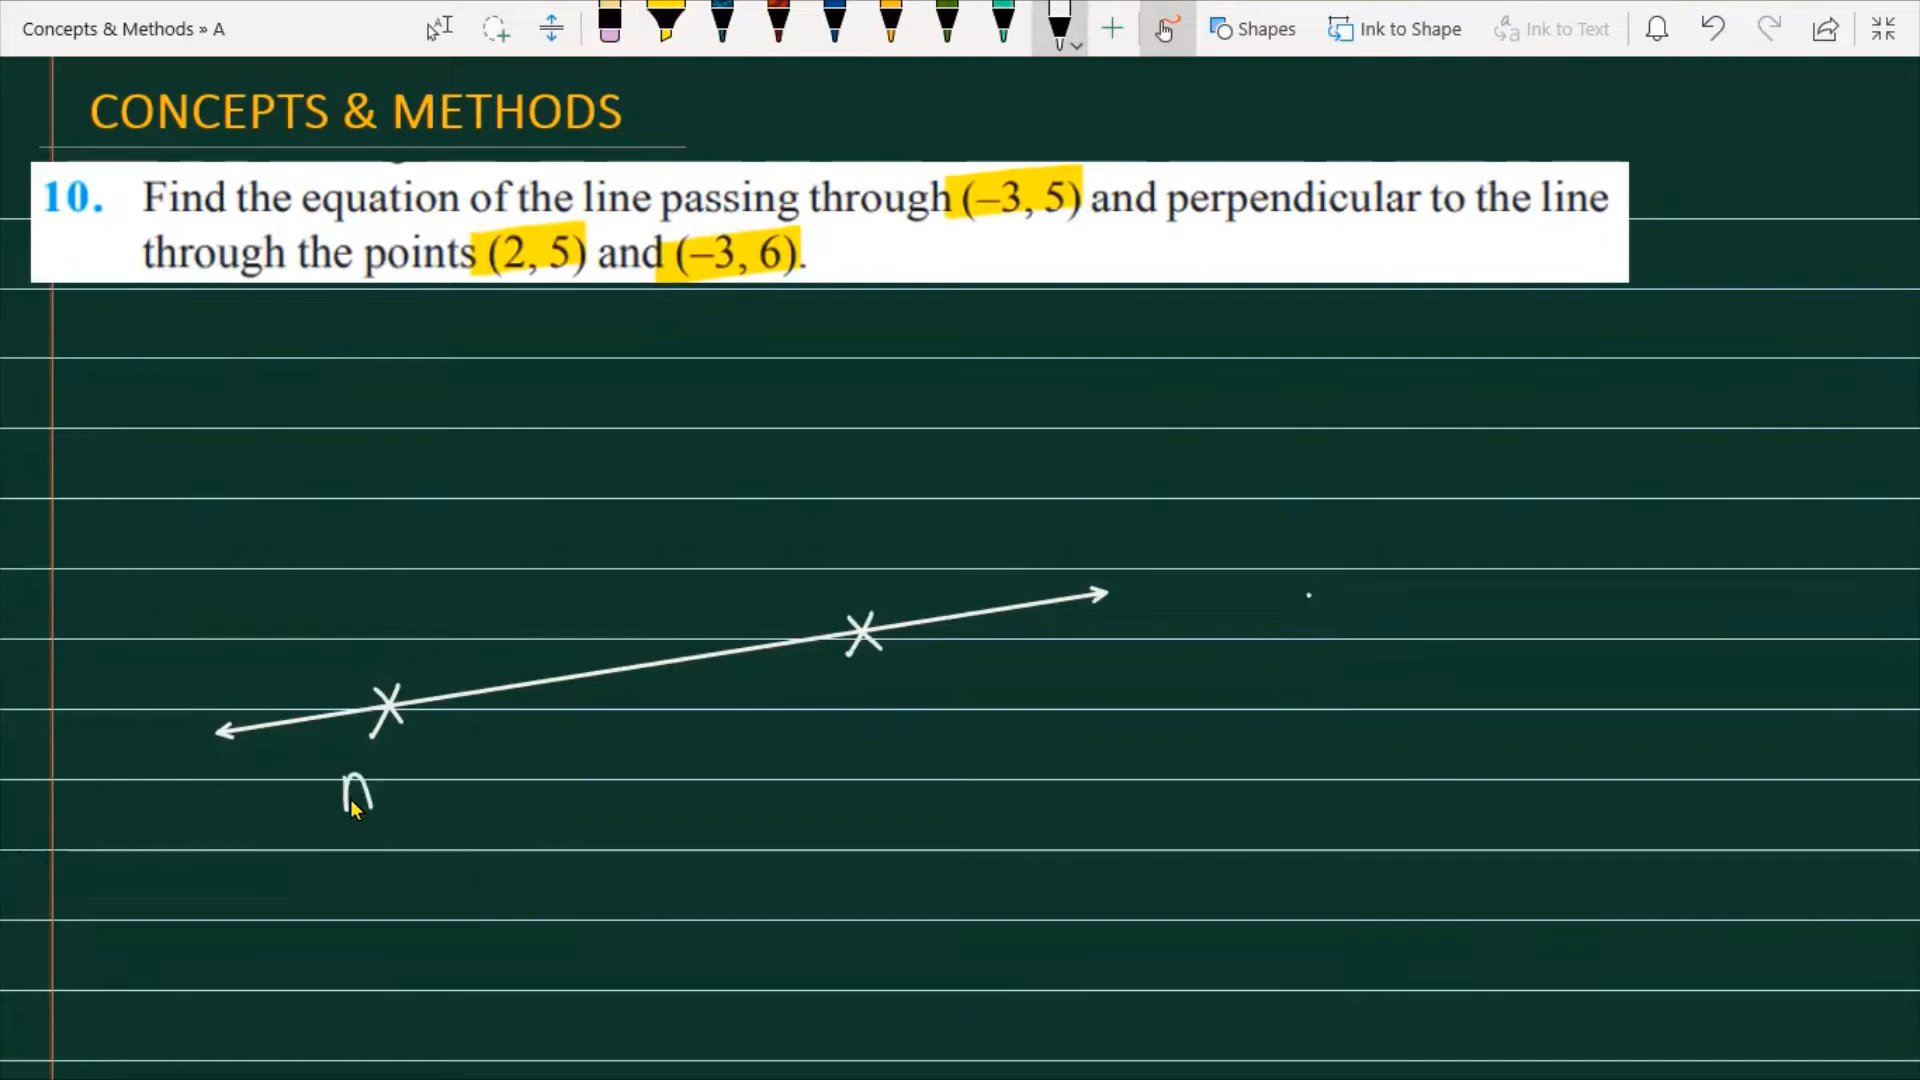 Concepts & Methods » A
Shapes
Ink to Shape
Ink to Text
CONCEPTS & METHODS
10. Find the equation of the line passing through (–3, 5) and perpendicular to the line
through the points (2, 5) and (–3, 6).